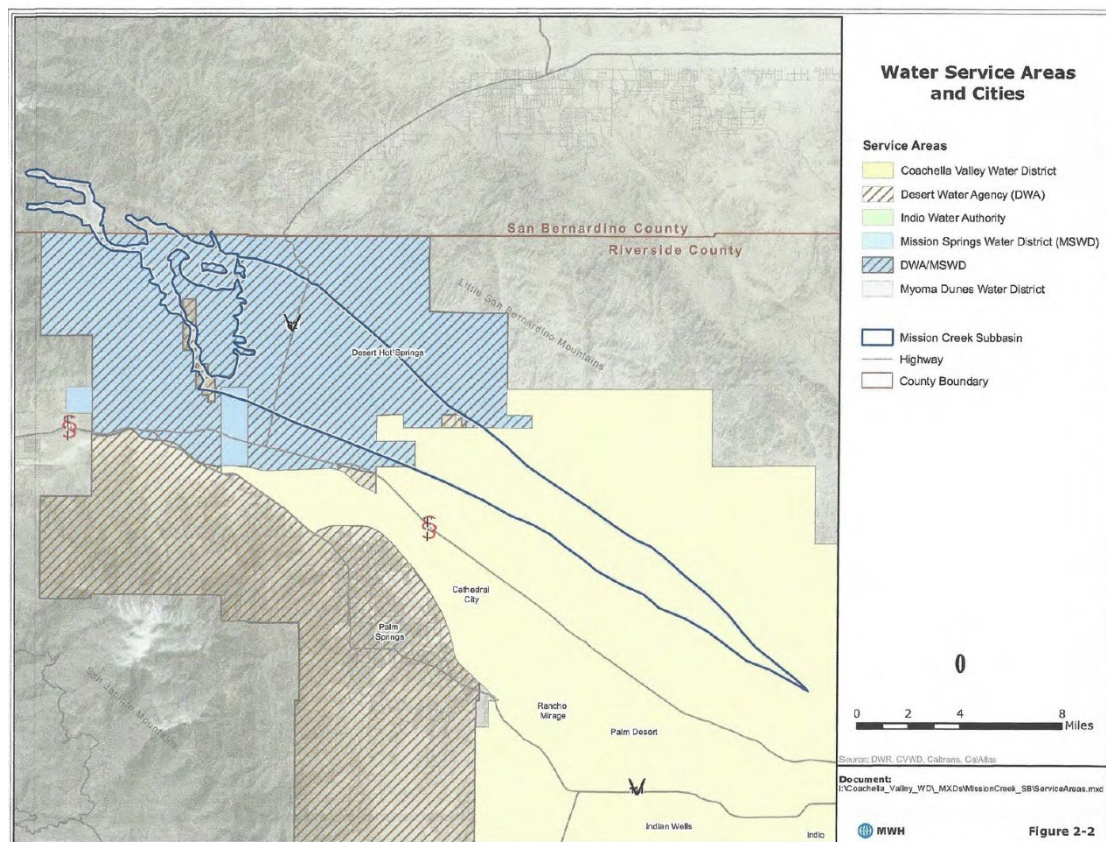 Water Service Areas
and Cities
Service Areas
Coachella Valley Water District
Desert Water Agency (DWA)
Indio Water Authority
Mission Springs Water District (MSWD)
DWA/MSWD
Myoma Dunes Water District
Mission Creek Subbasin
Highway
County Boundary
San Bernardino County
Riverside County
Little San Bernardino Mountains
Desert Hot Springs
§
§
Cathedral
City
Palm
Springs
San Jacinto Mountains
Rancho
Mirage
Palm Desert
Indian Wells
Indio
0
0 2 4 8
Miles
Source: DWR, CVWD, Caltrans, CalAtlas
Document:
I:\Coachella_Valley_WD\_MXDs\MissionCreek_SB\ServiceAreas.mxd
MWH
Figure 2-2